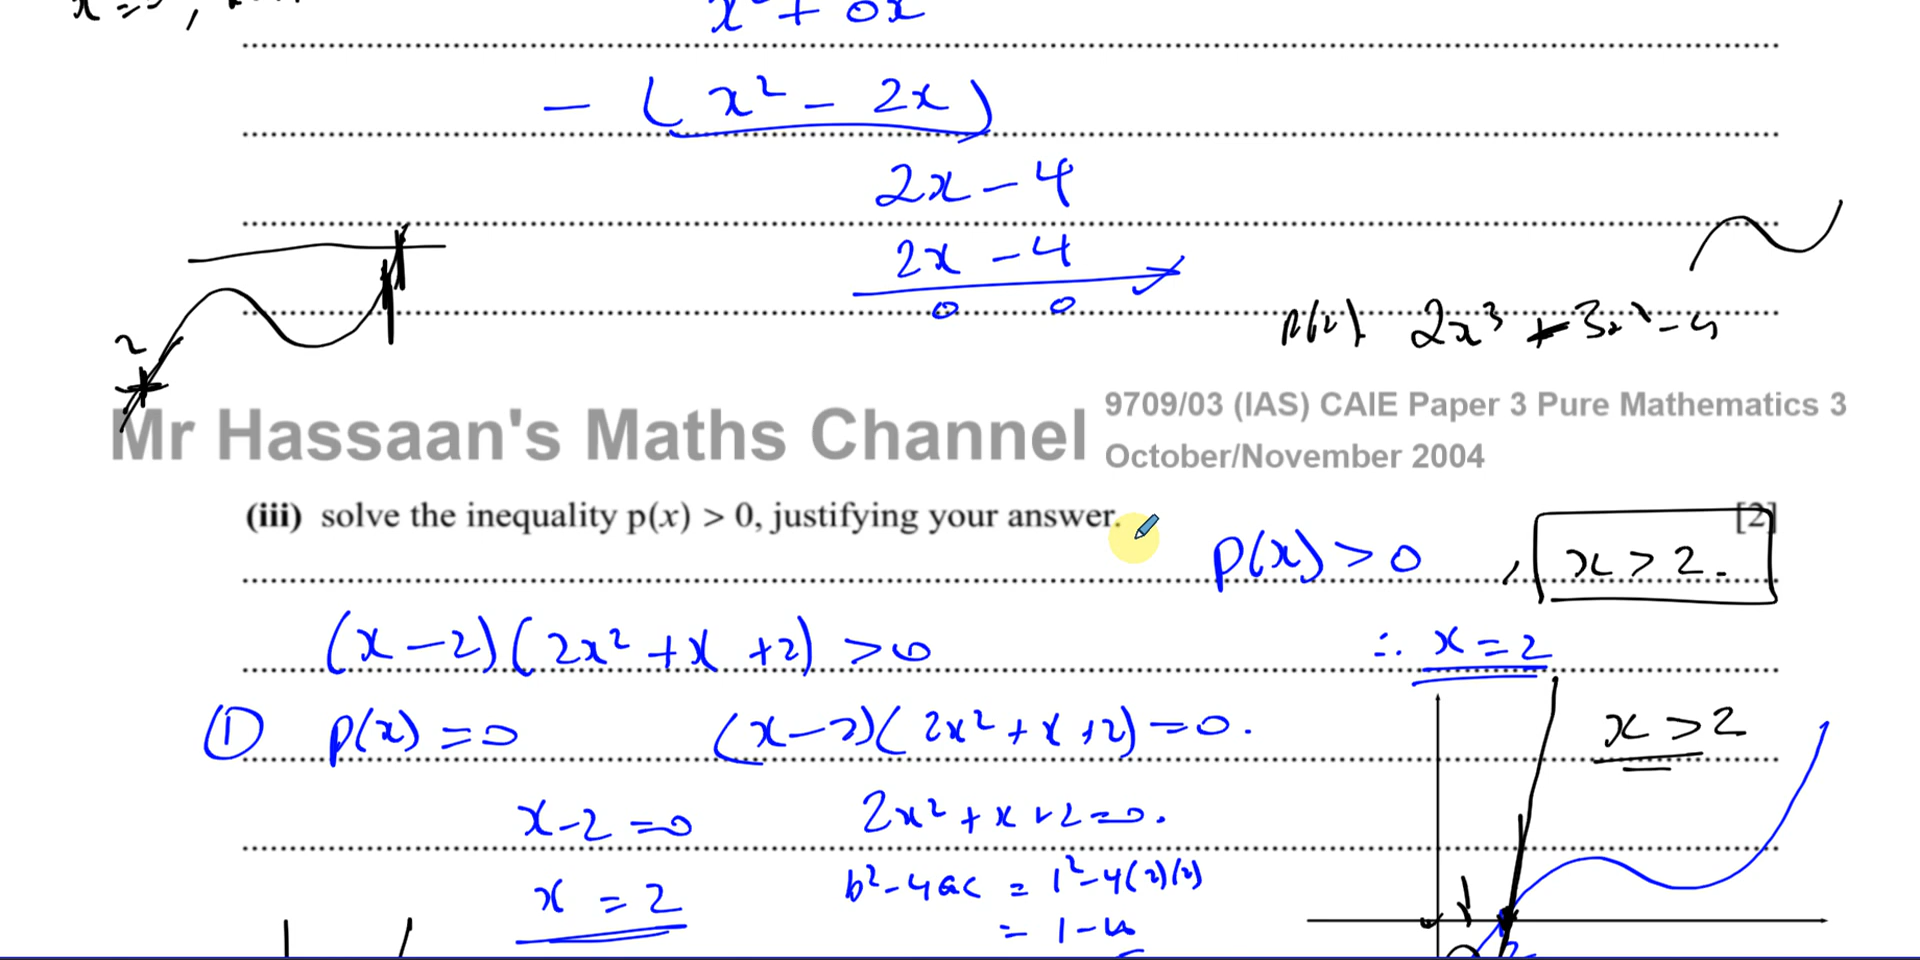 x² + 0x
- (x² - 2x)
2x - 4
2x - 4
0 0
2
p(x) 2x³ + 3x² - 4
Mr Hassaan's Maths Channel
9709/03 (IAS) CAIE Paper 3 Pure Mathematics 3
October/November 2004
(iii) solve the inequality p(x) > 0, justifying your answer. [2]
p(x) > 0 , x > 2.
(x - 2)(2x² + x + 2) > 0
∴ x = 2
① p(x) = 0 (x - 2)(2x² + x + 2) = 0.
x > 2
x - 2 = 0 2x² + x + 2 = 0.
x = 2 b² - 4ac = 1² - 4(2)(2)
= 1 - 16
2